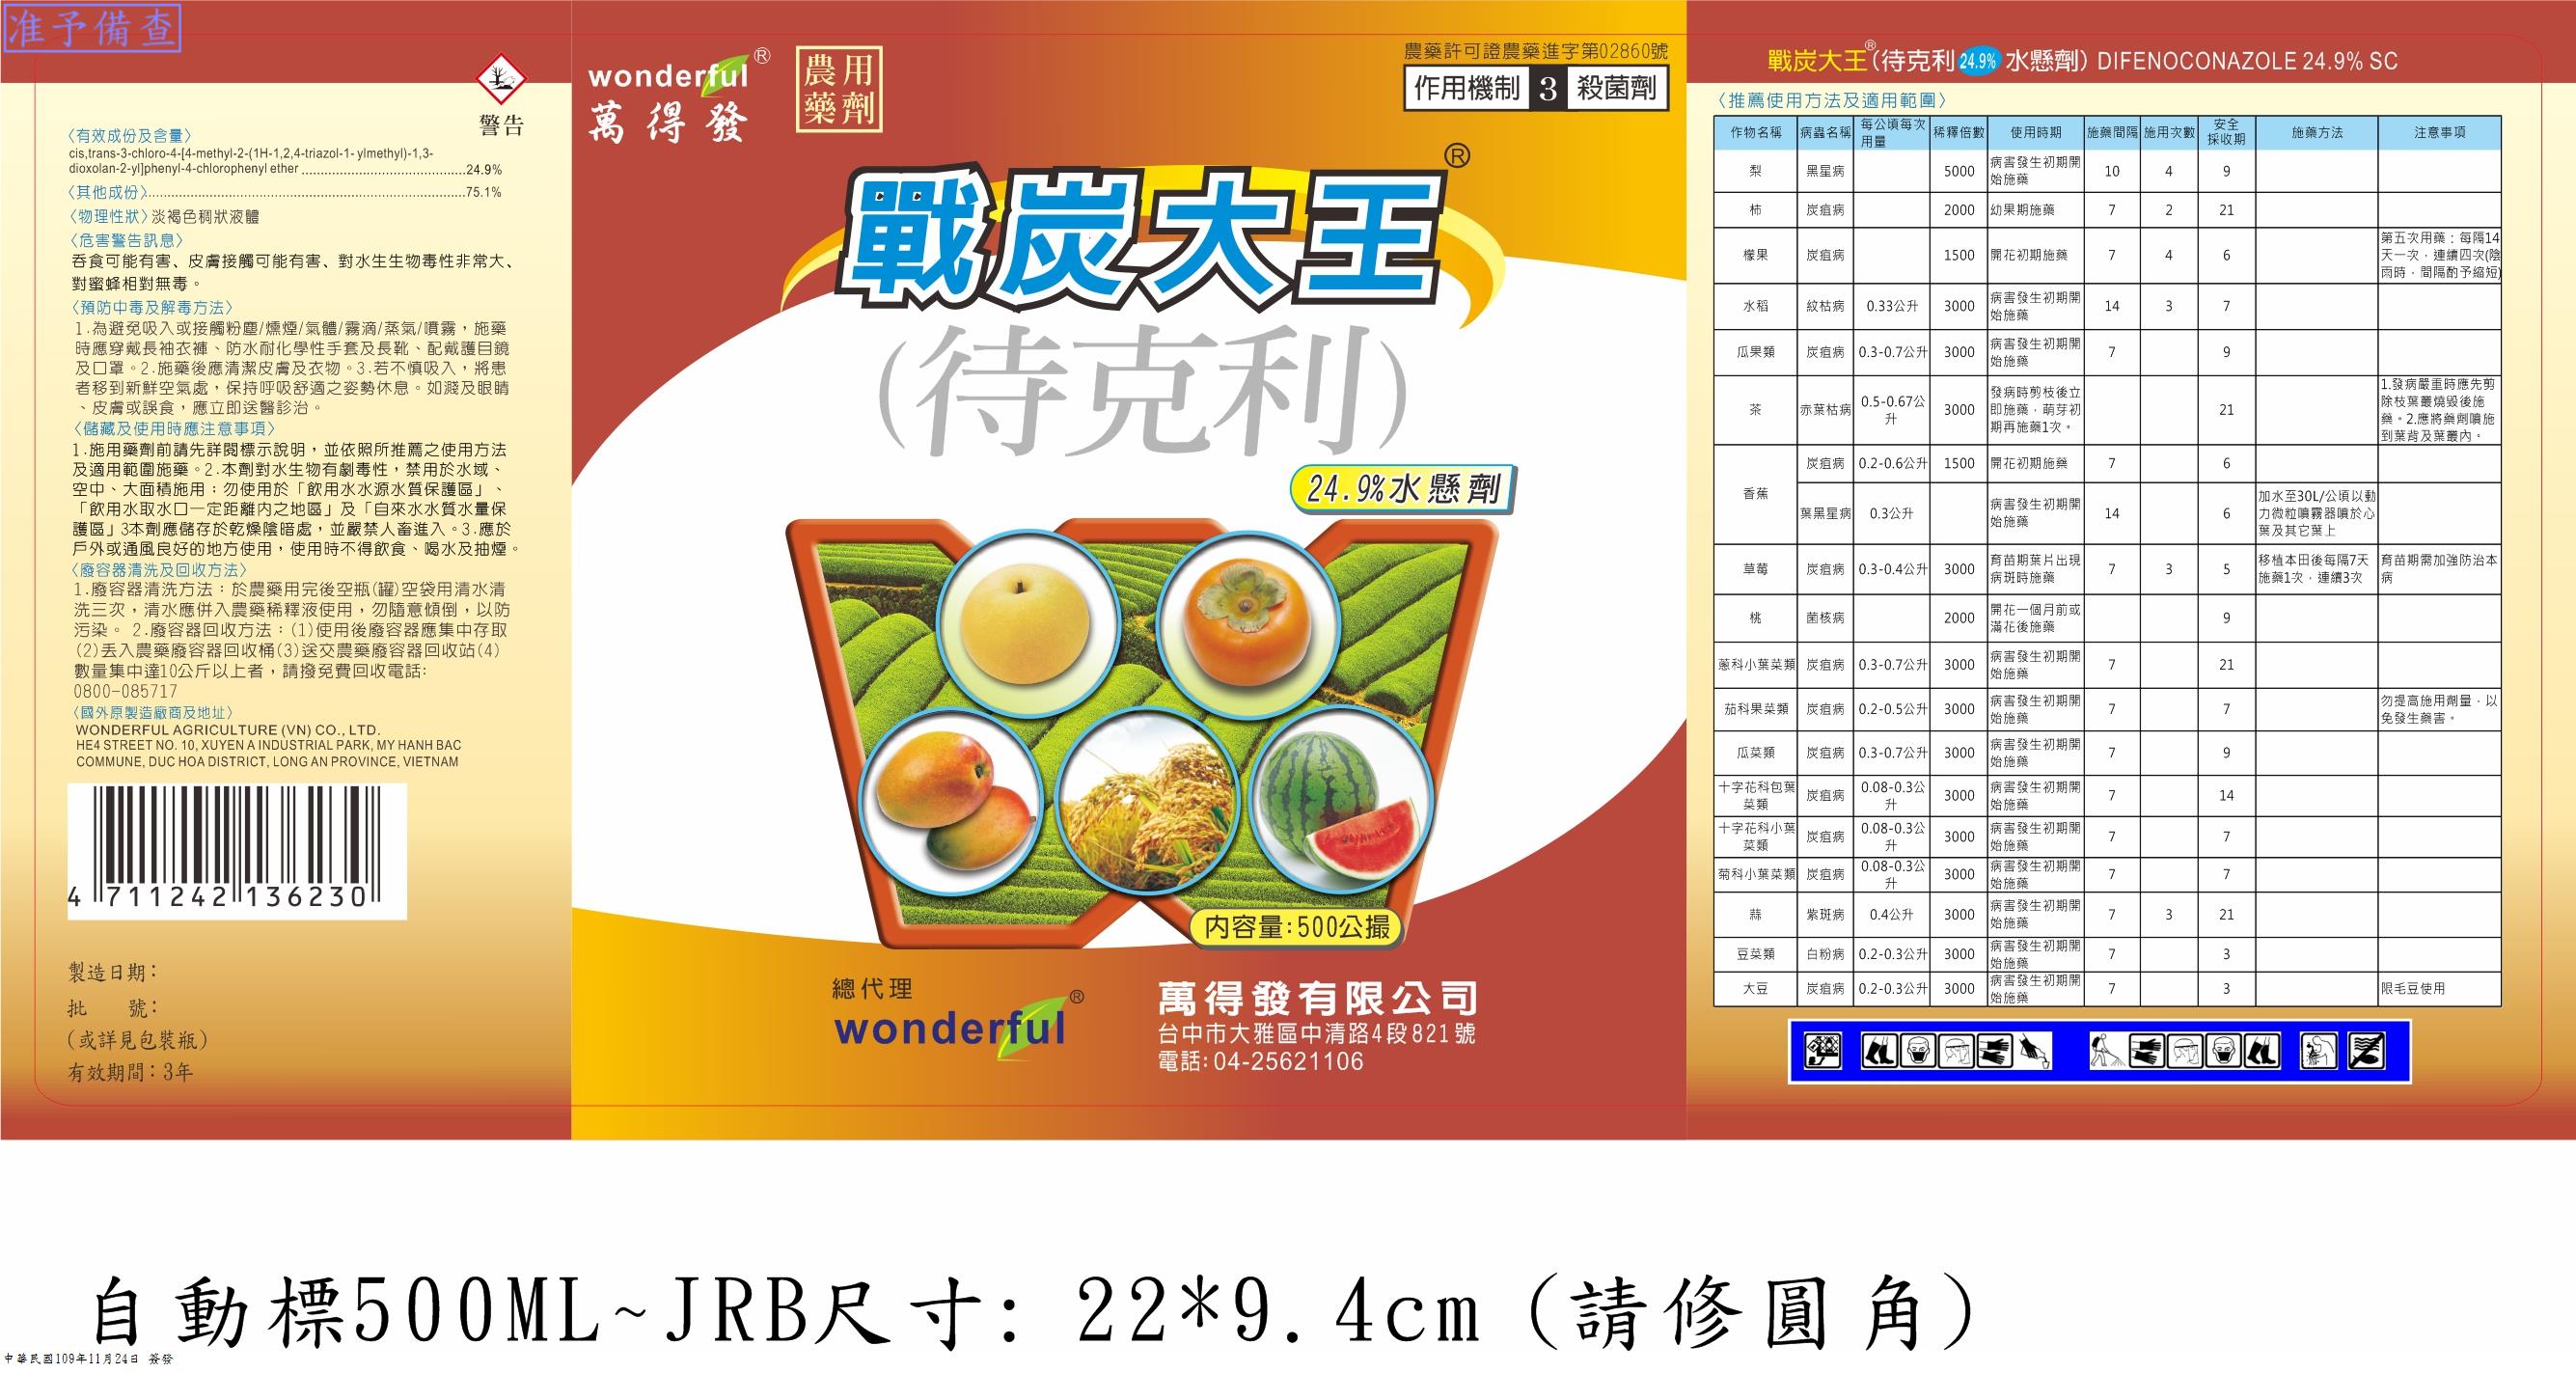 准予備查
警告
〈有效成份及含量〉
cis,trans-3-chloro-4-[4-methyl-2-(1H-1,2,4-triazol-1- ylmethyl)-1,3-
dioxolan-2-yl]phenyl-4-chlorophenyl ether ........................................24.9%
〈其他成份〉..............................................................................75.1%
〈物理性狀〉淡褐色稠狀液體
〈危害警告訊息〉
吞食可能有害、皮膚接觸可能有害、對水生生物毒性非常大、
對蜜蜂相對無毒。
〈預防中毒及解毒方法〉
1.為避免吸入或接觸粉塵/燻煙/氣體/霧滴/蒸氣/噴霧，施藥
時應穿戴長袖衣褲、防水耐化學性手套及長靴、配戴護目鏡
及口罩。2.施藥後應清潔皮膚及衣物。3.若不慎吸入，將患
者移到新鮮空氣處，保持呼吸舒適之姿勢休息。如濺及眼睛
、皮膚或誤食，應立即送醫診治。
〈儲藏及使用時應注意事項〉
1.施用藥劑前請先詳閱標示說明，並依照所推薦之使用方法
及適用範圍施藥。2.本劑對水生物有劇毒性，禁用於水域、
空中、大面積施用；勿使用於「飲用水水源水質保護區」、
「飲用水取水口一定距離內之地區」及「自來水水質水量保
護區」3本劑應儲存於乾燥陰暗處，並嚴禁人畜進入。3.應於
戶外或通風良好的地方使用，使用時不得飲食、喝水及抽煙。
〈廢容器清洗及回收方法〉
1.廢容器清洗方法：於農藥用完後空瓶(罐)空袋用清水清
洗三次，清水應併入農藥稀釋液使用，勿隨意傾倒，以防
污染。 2.廢容器回收方法：(1)使用後廢容器應集中存取
(2)丟入農藥廢容器回收桶(3)送交農藥廢容器回收站(4)
數量集中達10公斤以上者，請撥免費回收電話:
0800-085717
〈國外原製造廠商及地址〉
WONDERFUL AGRICULTURE (VN) CO., LTD.
HE4 STREET NO. 10, XUYEN A INDUSTRIAL PARK, MY HANH BAC
COMMUNE, DUC HOA DISTRICT, LONG AN PROVINCE, VIETNAM
4 711242 136230
製造日期：
批　　號：
(或詳見包裝瓶)
有效期間：3年
wonderful®
萬得發
農用
藥劑
農藥許可證農藥進字第02860號
作用機制 3 殺菌劑
戰炭大王®
(待克利)
24.9%水懸劑
內容量:500公撮
總代理
wonderful®
萬得發有限公司
台中市大雅區中清路4段821號
電話:04-25621106
戰炭大王®(待克利24.9%水懸劑) DIFENOCONAZOLE 24.9% SC
〈推薦使用方法及適用範圍〉
作物名稱 病蟲名稱 每公頃每次用量 稀釋倍數 使用時期 施藥間隔 施用次數 安全採收期 施藥方法 注意事項
梨 黑星病 5000 病害發生初期開始施藥 10 4 9
柿 炭疽病 2000 幼果期施藥 7 2 21
檬果 炭疽病 1500 開花初期施藥 7 4 6 第五次用藥：每隔14天一次，連續四次(陰雨時，間隔酌予縮短)
水稻 紋枯病 0.33公升 3000 病害發生初期開始施藥 14 3 7
瓜果類 炭疽病 0.3-0.7公升 3000 病害發生初期開始施藥 7 9
茶 赤葉枯病 0.5-0.67公升 3000 發病時剪枝後立即施藥，萌芽初期再施藥1次。 21 1.發病嚴重時應先剪除枝葉叢燒毀後施藥。2.應將藥劑噴施到葉背及葉叢內。
香蕉 炭疽病 0.2-0.6公升 1500 開花初期施藥 7 6
葉黑星病 0.3公升 病害發生初期開始施藥 14 6 加水至30L/公頃以動力微粒噴霧器噴於心葉及其它葉上
草莓 炭疽病 0.3-0.4公升 3000 育苗期葉片出現病斑時施藥 7 3 5 移植本田後每隔7天施藥1次，連續3次 育苗期需加強防治本病
桃 菌核病 2000 開花一個月前或滿花後施藥 9
蔥科小葉菜類 炭疽病 0.3-0.7公升 3000 病害發生初期開始施藥 7 21
茄科果菜類 炭疽病 0.2-0.5公升 3000 病害發生初期開始施藥 7 7 勿提高施用劑量，以免發生藥害。
瓜菜類 炭疽病 0.3-0.7公升 3000 病害發生初期開始施藥 7 9
十字花科包葉菜類 炭疽病 0.08-0.3公升 3000 病害發生初期開始施藥 7 14
十字花科小葉菜類 炭疽病 0.08-0.3公升 3000 病害發生初期開始施藥 7 7
菊科小葉菜類 炭疽病 0.08-0.3公升 3000 病害發生初期開始施藥 7 7
蒜 紫斑病 0.4公升 3000 病害發生初期開始施藥 7 3 21
豆菜類 白粉病 0.2-0.3公升 3000 病害發生初期開始施藥 7 3
大豆 炭疽病 0.2-0.3公升 3000 病害發生初期開始施藥 7 3 限毛豆使用
自動標500ML~JRB尺寸: 22*9.4cm (請修圓角)
中華民國109年11月24日 簽發